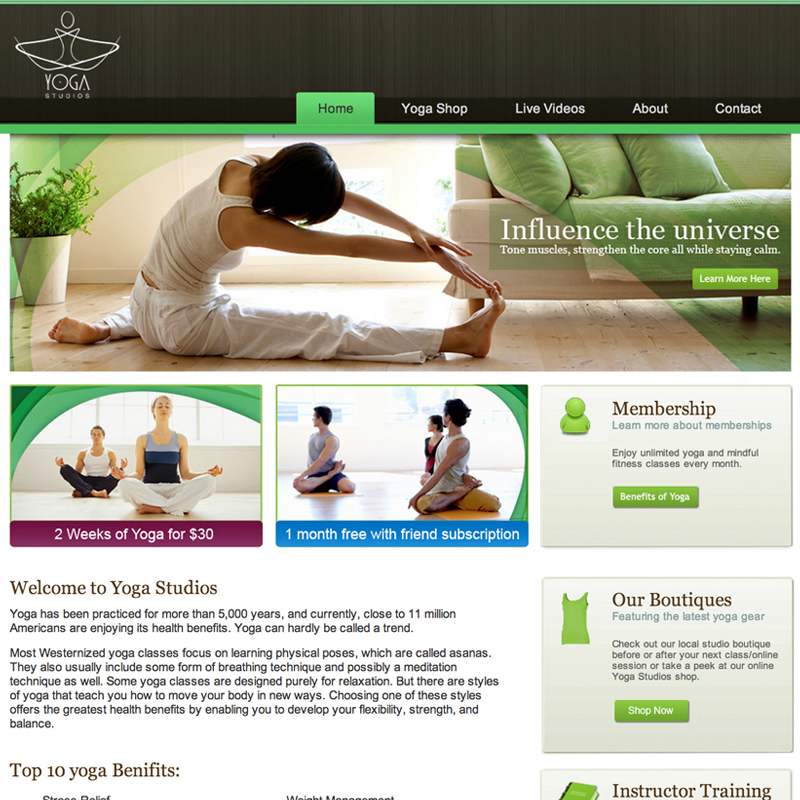 YOGA
STUDIOS
Home Yoga Shop Live Videos About Contact
Influence the universe
Tone muscles, strengthen the core all while staying calm.
Learn More Here
2 Weeks of Yoga for $30
1 month free with friend subscription
Membership
Learn more about memberships
Enjoy unlimited yoga and mindful
fitness classes every month.
Benefits of Yoga
Welcome to Yoga Studios
Yoga has been practiced for more than 5,000 years, and currently, close to 11 million
Americans are enjoying its health benefits. Yoga can hardly be called a trend.
Most Westernized yoga classes focus on learning physical poses, which are called asanas.
They also usually include some form of breathing technique and possibly a meditation
technique as well. Some yoga classes are designed purely for relaxation. But there are styles
of yoga that teach you how to move your body in new ways. Choosing one of these styles
offers the greatest health benefits by enabling you to develop your flexibility, strength, and
balance.
Our Boutiques
Featuring the latest yoga gear
Check out our local studio boutique
before or after your next class/online
session or take a peek at our online
Yoga Studios shop.
Shop Now
Top 10 yoga Benifits:
Stress Relief Weight Management
Instructor Training